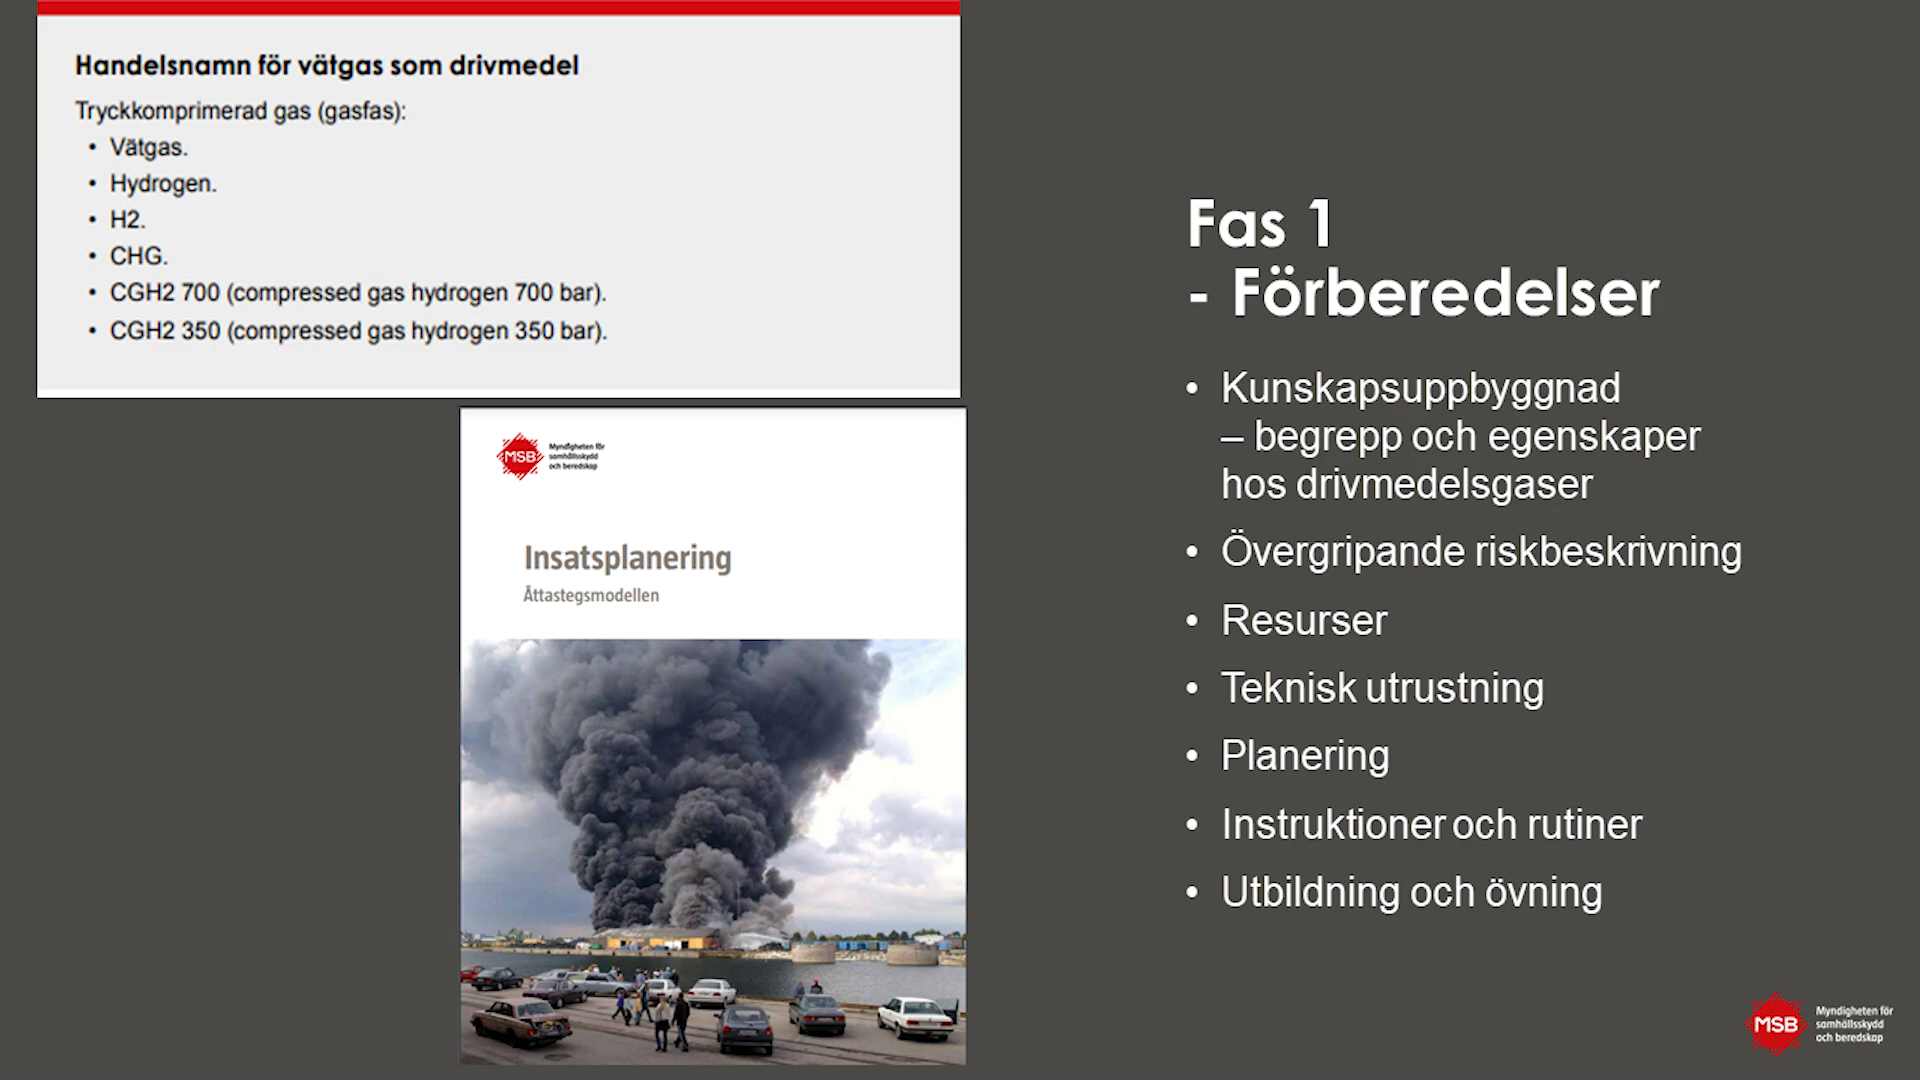 Handelsnamn för vätgas som drivmedel
Tryckkomprimerad gas (gasfas):
• Vätgas.
• Hydrogen.
• H2.
• CHG.
• CGH2 700 (compressed gas hydrogen 700 bar).
• CGH2 350 (compressed gas hydrogen 350 bar).
MSB
Myndigheten för
samhällsskydd
och beredskap
Insatsplanering
Åttastegsmodellen
Fas 1
- Förberedelser
• Kunskapsuppbyggnad
– begrepp och egenskaper
hos drivmedelsgaser
• Övergripande riskbeskrivning
• Resurser
• Teknisk utrustning
• Planering
• Instruktioner och rutiner
• Utbildning och övning
MSB
Myndigheten för
samhällsskydd
och beredskap